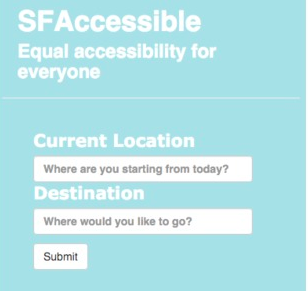 SFAccessible
Equal accessibility for
everyone
Current Location
Where are you starting from today?
Destination
Where would you like to go?
Submit